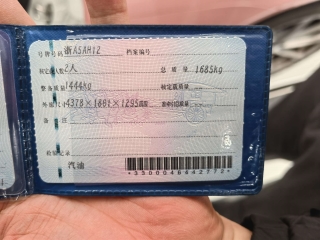 号牌号码 浙A5AH12 档案编号
核定载人数 2人 总质量 1685kg
整备质量 1444kg 核定载质量
外廓尺寸 4378×1861×1295mm 准牵引总质量
备注
检验记录
汽油
*3300046842772*